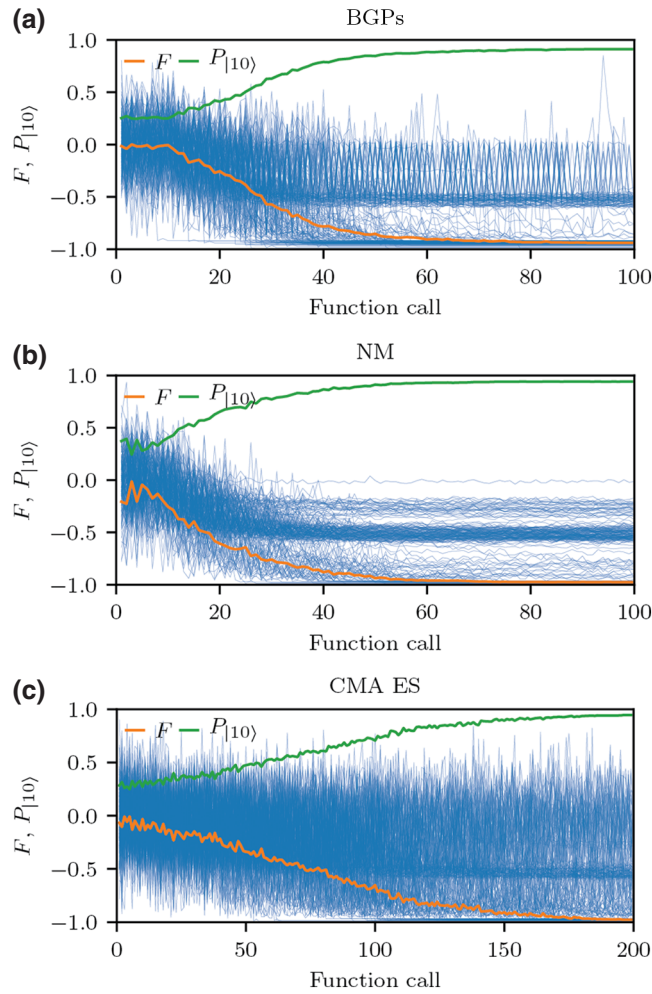 (a)
BGPs
F, P|10⟩
F P|10⟩
1.0
0.5
0.0
−0.5
−1.0
0 20 40 60 80 100
Function call
(b)
NM
F, P|10⟩
F P|10⟩
1.0
0.5
0.0
−0.5
−1.0
0 20 40 60 80 100
Function call
(c)
CMA ES
F, P|10⟩
F P|10⟩
1.0
0.5
0.0
−0.5
−1.0
0 50 100 150 200
Function call